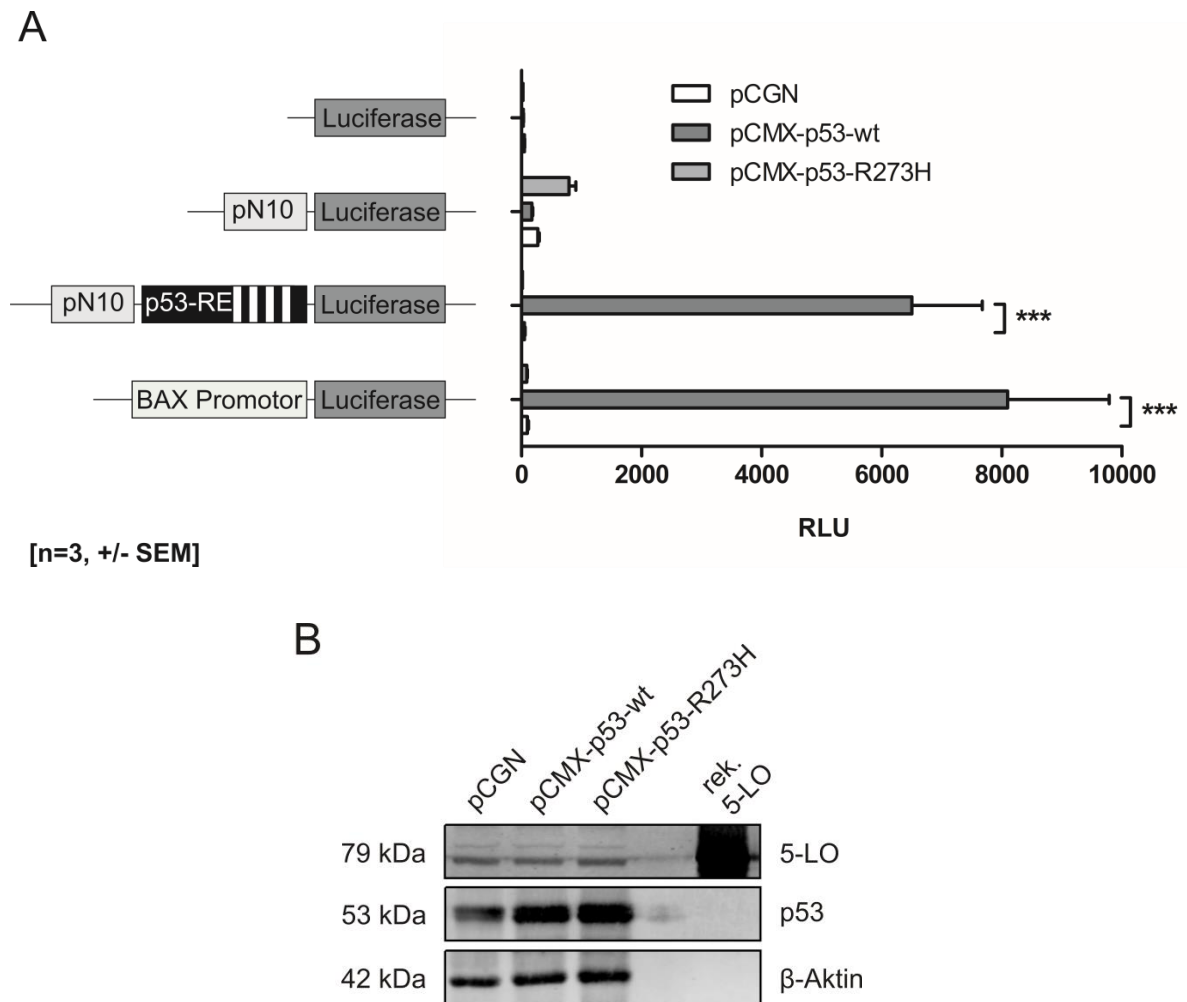 A
Luciferase
pN10 Luciferase
pN10 p53-RE Luciferase
BAX Promotor Luciferase
pCGN
pCMX-p53-wt
pCMX-p53-R273H
***
***
0 2000 4000 6000 8000 10000
RLU
[n=3, +/- SEM]
B
pCGN
pCMX-p53-wt
pCMX-p53-R273H
rek.
5-LO
79 kDa 5-LO
53 kDa p53
42 kDa β-Aktin